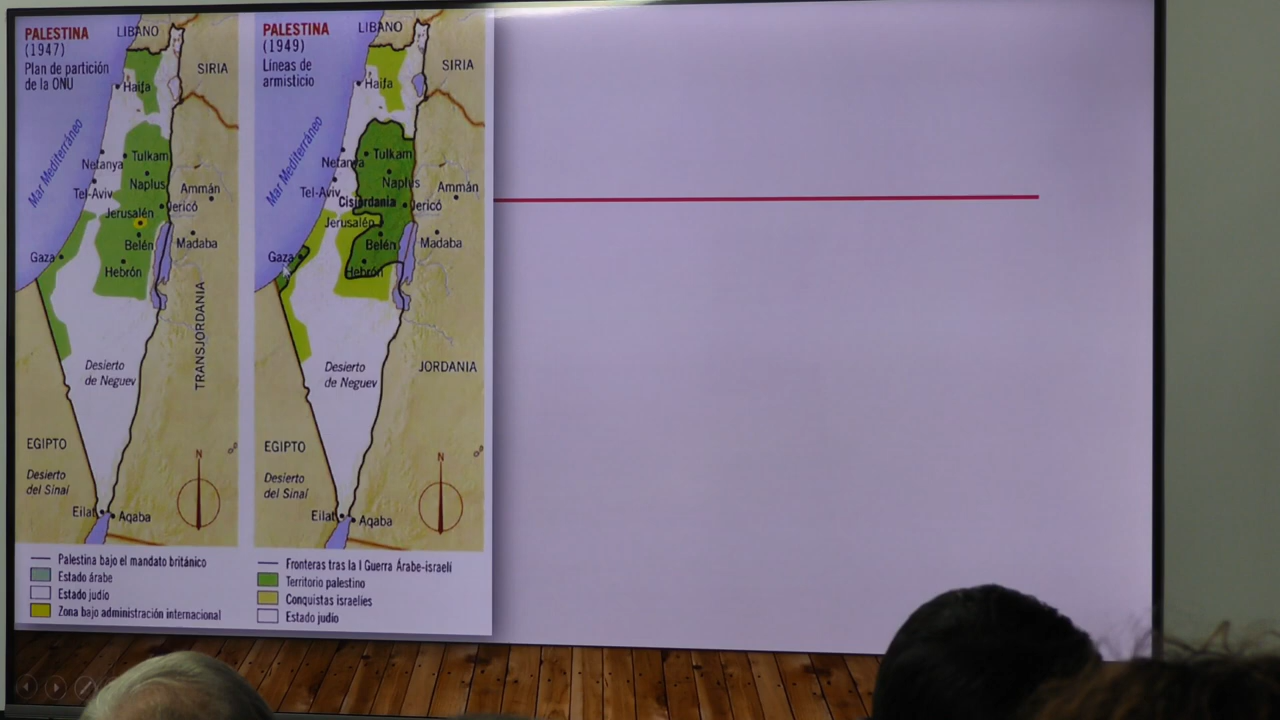 PALESTINA
(1947)
Plan de partición
de la ONU
LIBANO
SIRIA
Haifa
Mar Mediterráneo
Netanya
Tulkam
Naplus
Tel-Aviv
Ammán
Jericó
Jerusalén
Belén
Madaba
Gaza
Hebrón
TRANSJORDANIA
Desierto
de Neguev
EGIPTO
Desierto
del Sinaí
N
Eilat
Aqaba
Palestina bajo el mandato británico
Estado árabe
Estado judío
Zona bajo administración internacional
PALESTINA
(1949)
Líneas de
armisticio
LIBANO
SIRIA
Haifa
Mar Mediterráneo
Netanya
Tulkam
Naplus
Tel-Aviv
Ammán
Cisjordania
Jericó
Jerusalén
Belén
Madaba
Gaza
Hebrón
Desierto
de Neguev
JORDANIA
EGIPTO
Desierto
del Sinaí
N
Eilat
Aqaba
Fronteras tras la I Guerra Árabe-israelí
Territorio palestino
Conquistas israelíes
Estado judío